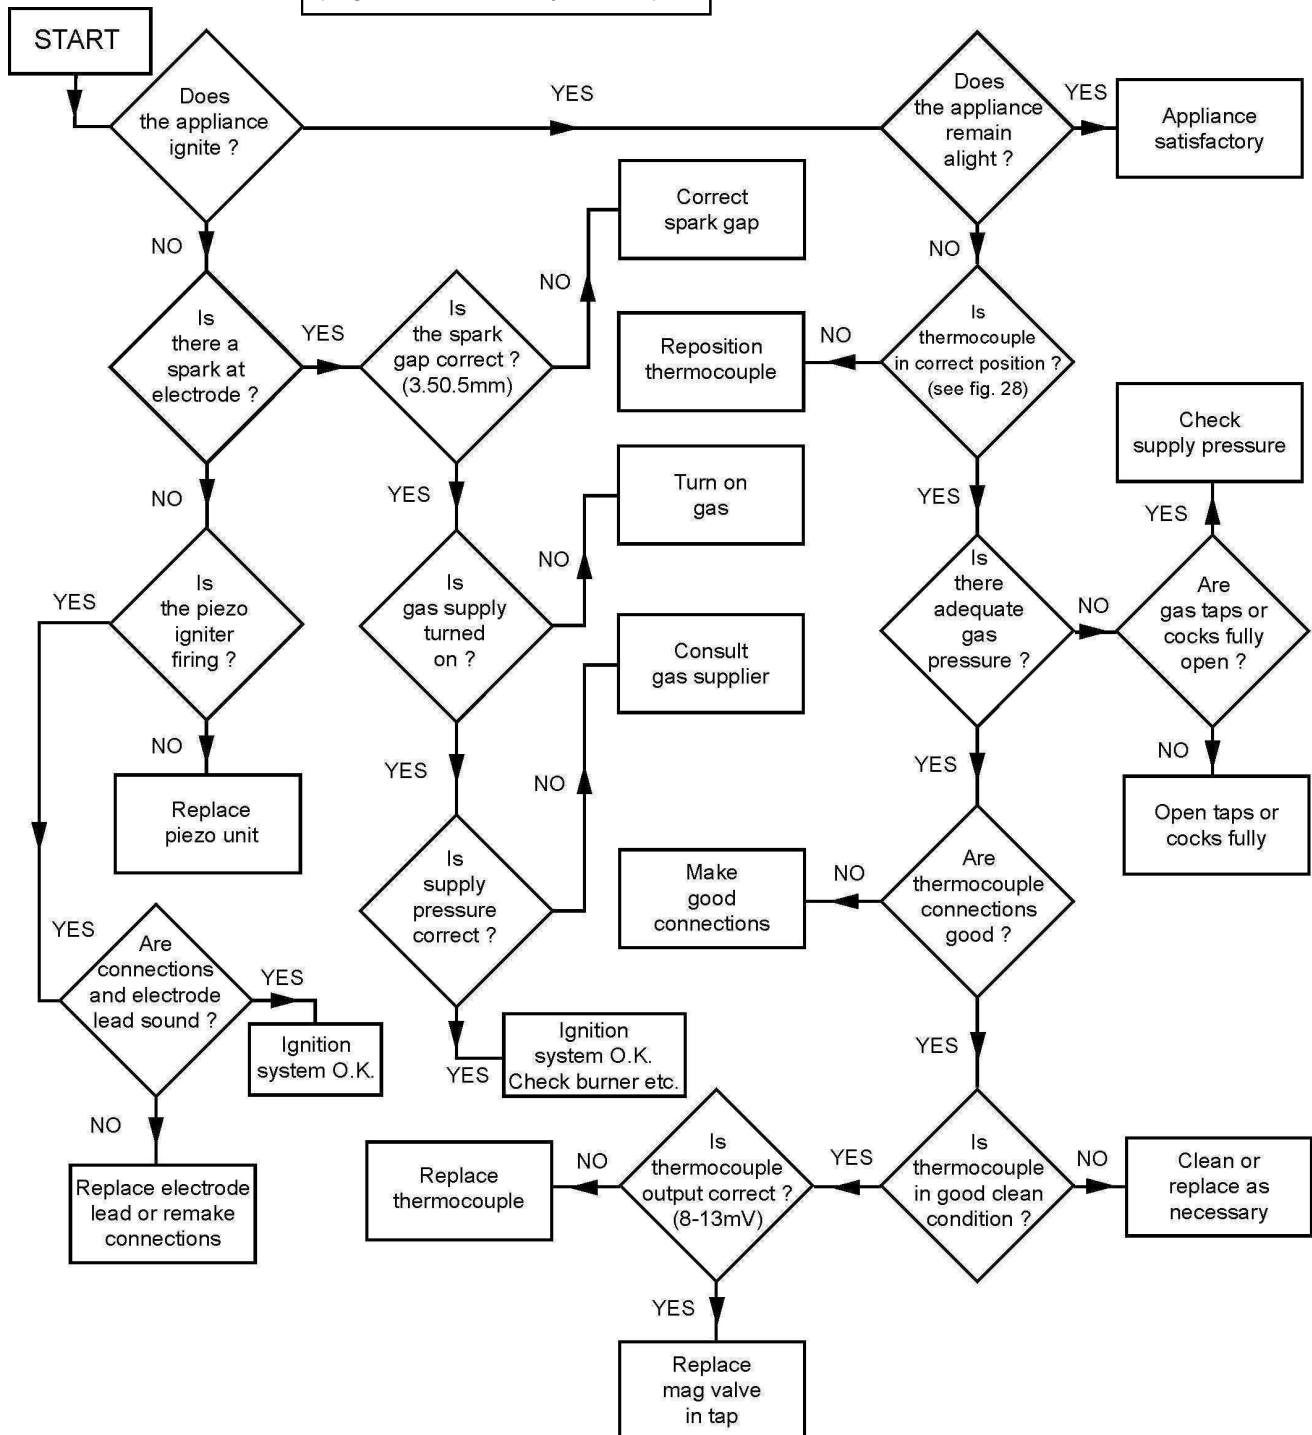 START
Does
the appliance
ignite ?
YES
Does
the appliance
remain
alight ?
YES
Appliance
satisfactory
NO
NO
Correct
spark gap
NO
Is
there a
spark at
electrode ?
YES
Is
the spark
gap correct ?
(3.50.5mm)
Reposition
thermocouple
NO
Is
thermocouple
in correct position ?
(see fig. 28)
Check
supply pressure
NO
YES
Turn on
gas
YES
YES
Is
the piezo
igniter
firing ?
YES
Is
gas supply
turned
on ?
NO
Is
there
adequate
gas
pressure ?
NO
Are
gas taps or
cocks fully
open ?
Consult
gas supplier
NO
Replace
piezo unit
YES
NO
YES
NO
Open taps or
cocks fully
Is
supply
pressure
correct ?
Make
good
connections
NO
Are
thermocouple
connections
good ?
YES
Are
connections
and electrode
lead sound ?
YES
Ignition
system O.K.
YES
Ignition
system O.K.
Check burner etc.
YES
NO
Replace electrode
lead or remake
connections
Replace
thermocouple
NO
Is
thermocouple
output correct ?
(8-13mV)
YES
Is
thermocouple
in good clean
condition ?
NO
Clean or
replace as
necessary
YES
Replace
mag valve
in tap